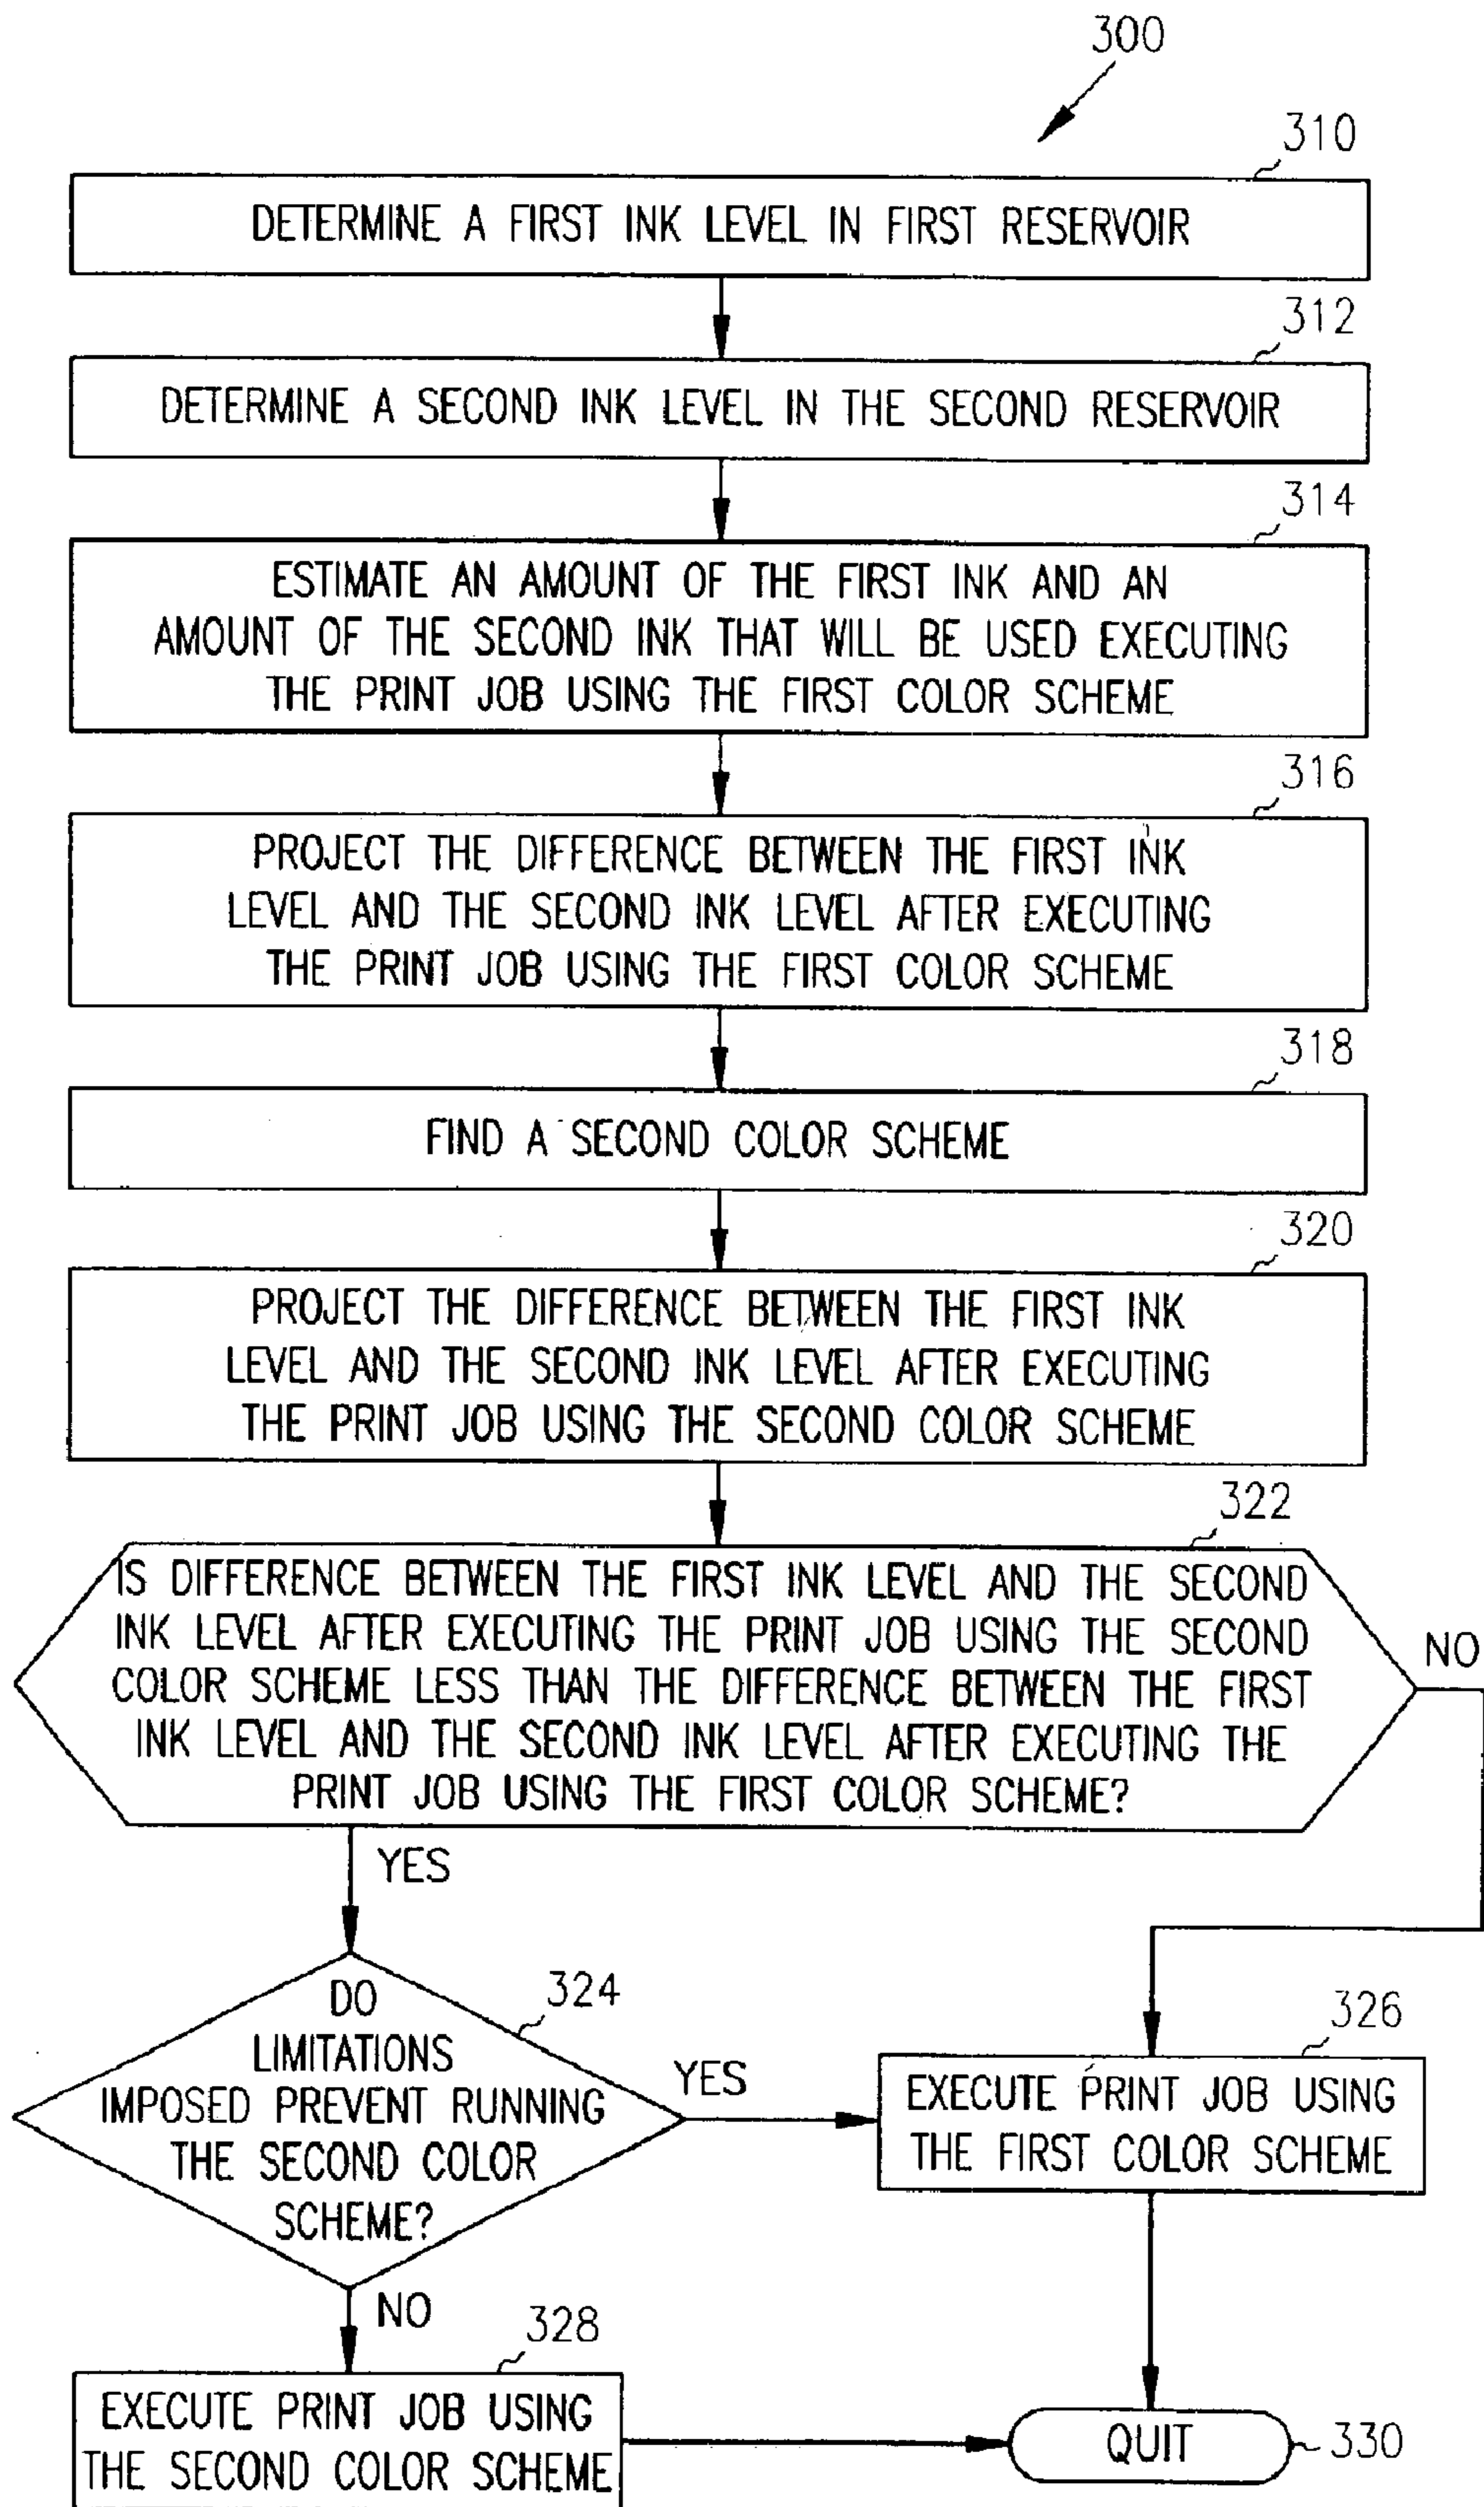 300
310
DETERMINE A FIRST INK LEVEL IN FIRST RESERVOIR
312
DETERMINE A SECOND INK LEVEL IN THE SECOND RESERVOIR
314
ESTIMATE AN AMOUNT OF THE FIRST INK AND AN
AMOUNT OF THE SECOND INK THAT WILL BE USED EXECUTING
THE PRINT JOB USING THE FIRST COLOR SCHEME
316
PROJECT THE DIFFERENCE BETWEEN THE FIRST INK
LEVEL AND THE SECOND INK LEVEL AFTER EXECUTING
THE PRINT JOB USING THE FIRST COLOR SCHEME
318
FIND A SECOND COLOR SCHEME
320
PROJECT THE DIFFERENCE BETWEEN THE FIRST INK
LEVEL AND THE SECOND INK LEVEL AFTER EXECUTING
THE PRINT JOB USING THE SECOND COLOR SCHEME
322
IS DIFFERENCE BETWEEN THE FIRST INK LEVEL AND THE SECOND
INK LEVEL AFTER EXECUTING THE PRINT JOB USING THE SECOND
COLOR SCHEME LESS THAN THE DIFFERENCE BETWEEN THE FIRST
INK LEVEL AND THE SECOND INK LEVEL AFTER EXECUTING THE
PRINT JOB USING THE FIRST COLOR SCHEME?
NO
YES
324
DO
LIMITATIONS
IMPOSED PREVENT RUNNING
THE SECOND COLOR
SCHEME?
YES
326
EXECUTE PRINT JOB USING
THE FIRST COLOR SCHEME
NO
328
EXECUTE PRINT JOB USING
THE SECOND COLOR SCHEME
QUIT
330